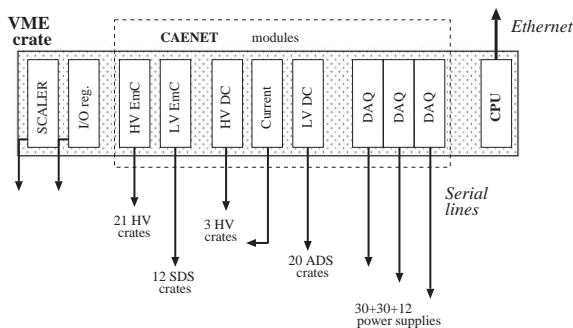 VME
crate
CAENET modules
Ethernet
SCALER
I/O reg.
HV EmC
LV EmC
HV DC
Current
LV DC
DAQ
DAQ
DAQ
CPU
Serial
lines
21 HV
crates
3 HV
crates
12 SDS
crates
20 ADS
crates
30+30+12
power supplies